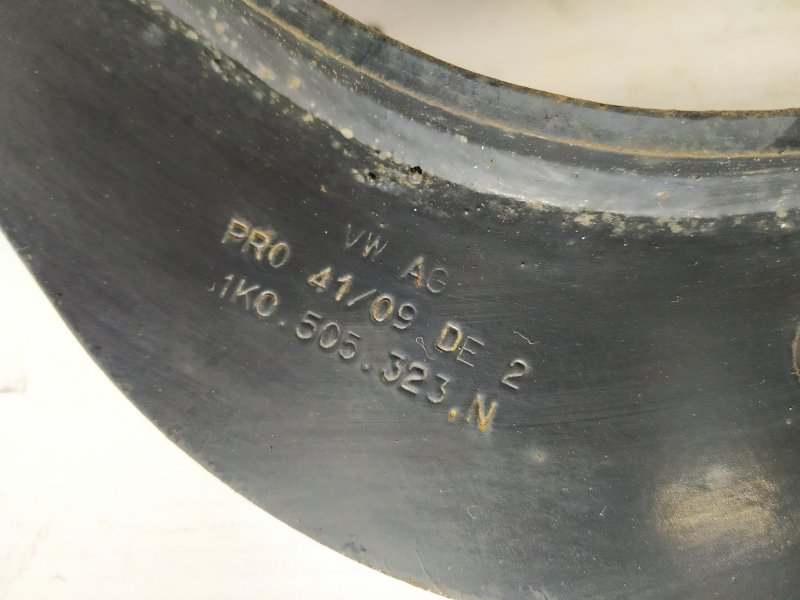 VW AG
PRO 41/09 DE 2
1K0.505.323.N